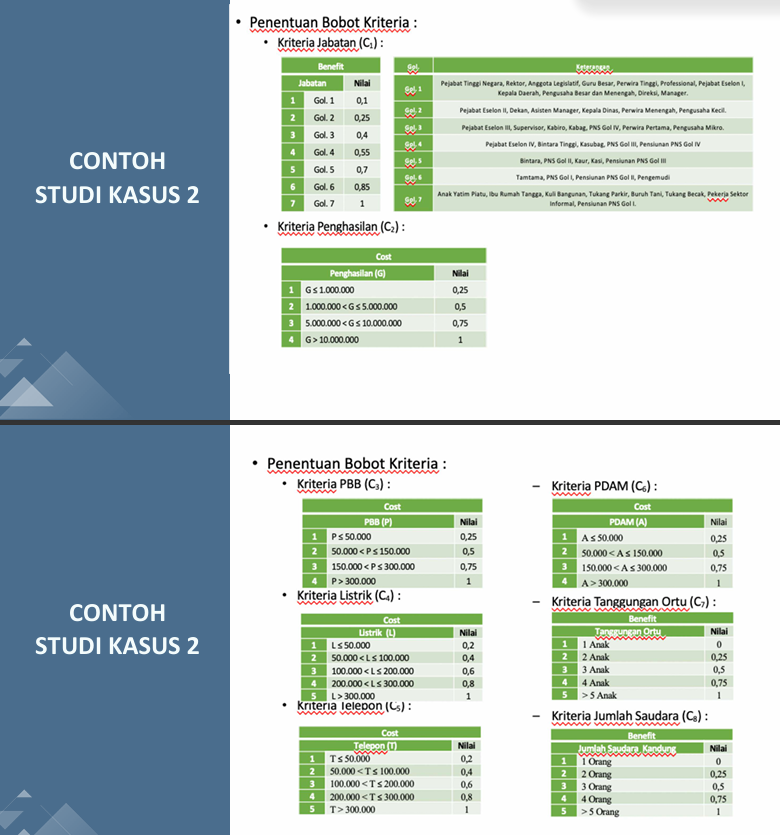 CONTOH
STUDI KASUS 2
• Penentuan Bobot Kriteria :
• Kriteria Jabatan (C₁) :
Benefit
Jabatan Nilai
1 Gol. 1 0,1
2 Gol. 2 0,25
3 Gol. 3 0,4
4 Gol. 4 0,55
5 Gol. 5 0,7
6 Gol. 6 0,85
7 Gol. 7 1
Gol. Keterangan
Gol. 1 Pejabat Tinggi Negara, Rektor, Anggota Legislatif, Guru Besar, Perwira Tinggi, Professional, Pejabat Eselon I,
Kepala Daerah, Pengusaha Besar dan Menengah, Direksi, Manager.
Gol. 2 Pejabat Eselon II, Dekan, Asisten Manager, Kepala Dinas, Perwira Menengah, Pengusaha Kecil.
Gol. 3 Pejabat Eselon III, Supervisor, Kabiro, Kabag, PNS Gol IV, Perwira Pertama, Pengusaha Mikro.
Gol. 4 Pejabat Eselon IV, Bintara Tinggi, Kasubag, PNS Gol III, Pensiunan PNS Gol IV
Gol. 5 Bintara, PNS Gol II, Kaur, Kasi, Pensiunan PNS Gol III
Gol. 6 Tamtama, PNS Gol I, Pensiunan PNS Gol II, Pengemudi
Gol. 7 Anak Yatim Piatu, Ibu Rumah Tangga, Kuli Bangunan, Tukang Parkir, Buruh Tani, Tukang Becak, Pekerja Sektor
Informal, Pensiunan PNS Gol I.
• Kriteria Penghasilan (C₂) :
Cost
Penghasilan (G) Nilai
1 G ≤ 1.000.000 0,25
2 1.000.000 < G ≤ 5.000.000 0,5
3 5.000.000 < G ≤ 10.000.000 0,75
4 G > 10.000.000 1
CONTOH
STUDI KASUS 2
• Penentuan Bobot Kriteria :
• Kriteria PBB (C₃) :
Cost
PBB (P) Nilai
1 P ≤ 50.000 0,25
2 50.000 < P ≤ 150.000 0,5
3 150.000 < P ≤ 300.000 0,75
4 P > 300.000 1
• Kriteria Listrik (C₄) :
Cost
Listrik (L) Nilai
1 L ≤ 50.000 0,2
2 50.000 < L ≤ 100.000 0,4
3 100.000 < L ≤ 200.000 0,6
4 200.000 < L ≤ 300.000 0,8
5 L > 300.000 1
• Kriteria Telepon (C₅) :
Cost
Telepon (T) Nilai
1 T ≤ 50.000 0,2
2 50.000 < T ≤ 100.000 0,4
3 100.000 < T ≤ 200.000 0,6
4 200.000 < T ≤ 300.000 0,8
5 T > 300.000 1
– Kriteria PDAM (C₆) :
Cost
PDAM (A) Nilai
1 A ≤ 50.000 0,25
2 50.000 < A ≤ 150.000 0,5
3 150.000 < A ≤ 300.000 0,75
4 A > 300.000 1
– Kriteria Tanggungan Ortu (C₇) :
Benefit
Tanggungan Ortu Nilai
1 1 Anak 0
2 2 Anak 0,25
3 3 Anak 0,5
4 4 Anak 0,75
5 > 5 Anak 1
– Kriteria Jumlah Saudara (C₈) :
Benefit
Jumlah Saudara Kandung Nilai
1 1 Orang 0
2 2 Orang 0,25
3 3 Orang 0,5
4 4 Orang 0,75
5 > 5 Orang 1